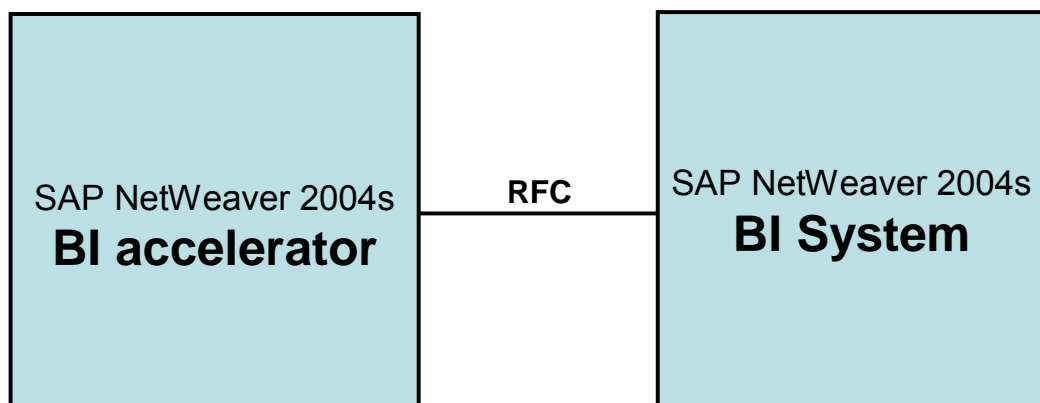 SAP NetWeaver 2004s
BI accelerator
RFC
SAP NetWeaver 2004s
BI System